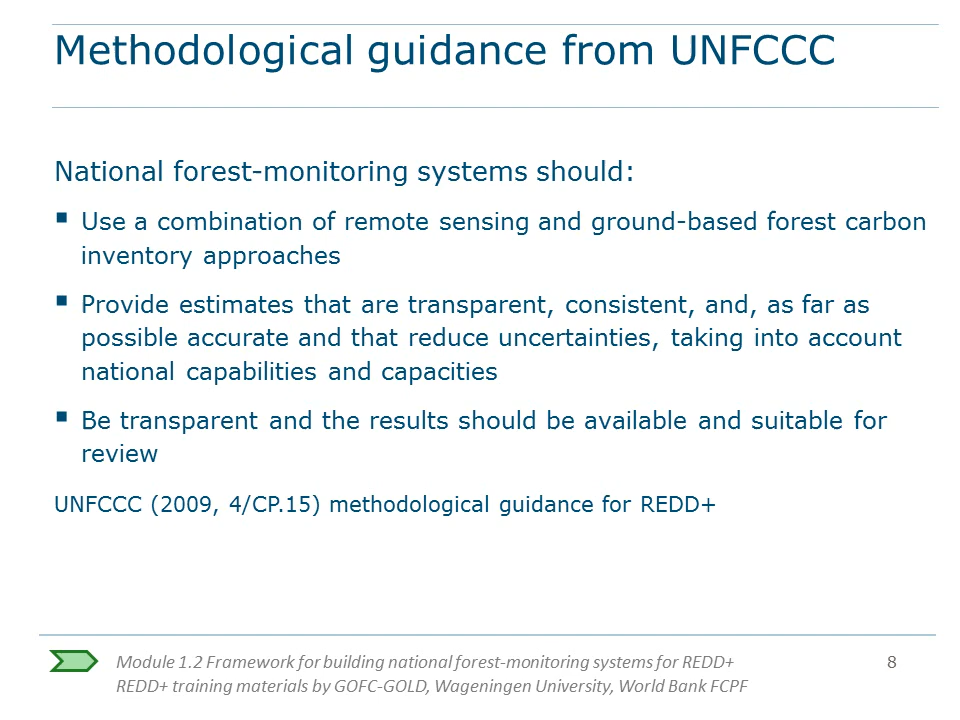 Methodological guidance from UNFCCC
National forest-monitoring systems should:
▪ Use a combination of remote sensing and ground-based forest carbon
inventory approaches
▪ Provide estimates that are transparent, consistent, and, as far as
possible accurate and that reduce uncertainties, taking into account
national capabilities and capacities
▪ Be transparent and the results should be available and suitable for
review
UNFCCC (2009, 4/CP.15) methodological guidance for REDD+
Module 1.2 Framework for building national forest-monitoring systems for REDD+
REDD+ training materials by GOFC-GOLD, Wageningen University, World Bank FCPF
8